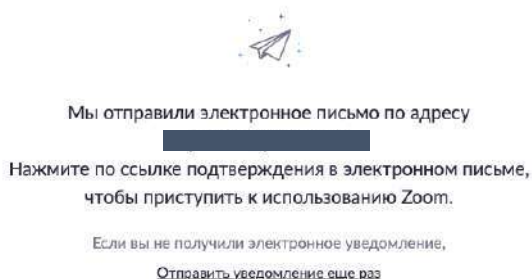 Мы отправили электронное письмо по адресу
Нажмите по ссылке подтверждения в электронном письме,
чтобы приступить к использованию Zoom.
Если вы не получили электронное уведомление,
Отправить уведомление еще раз